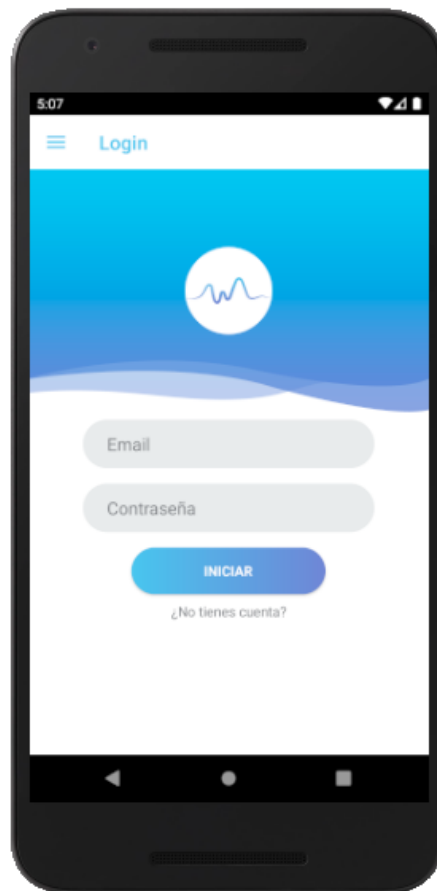 5:07
Login
Email
Contraseña
INICIAR
¿No tienes cuenta?